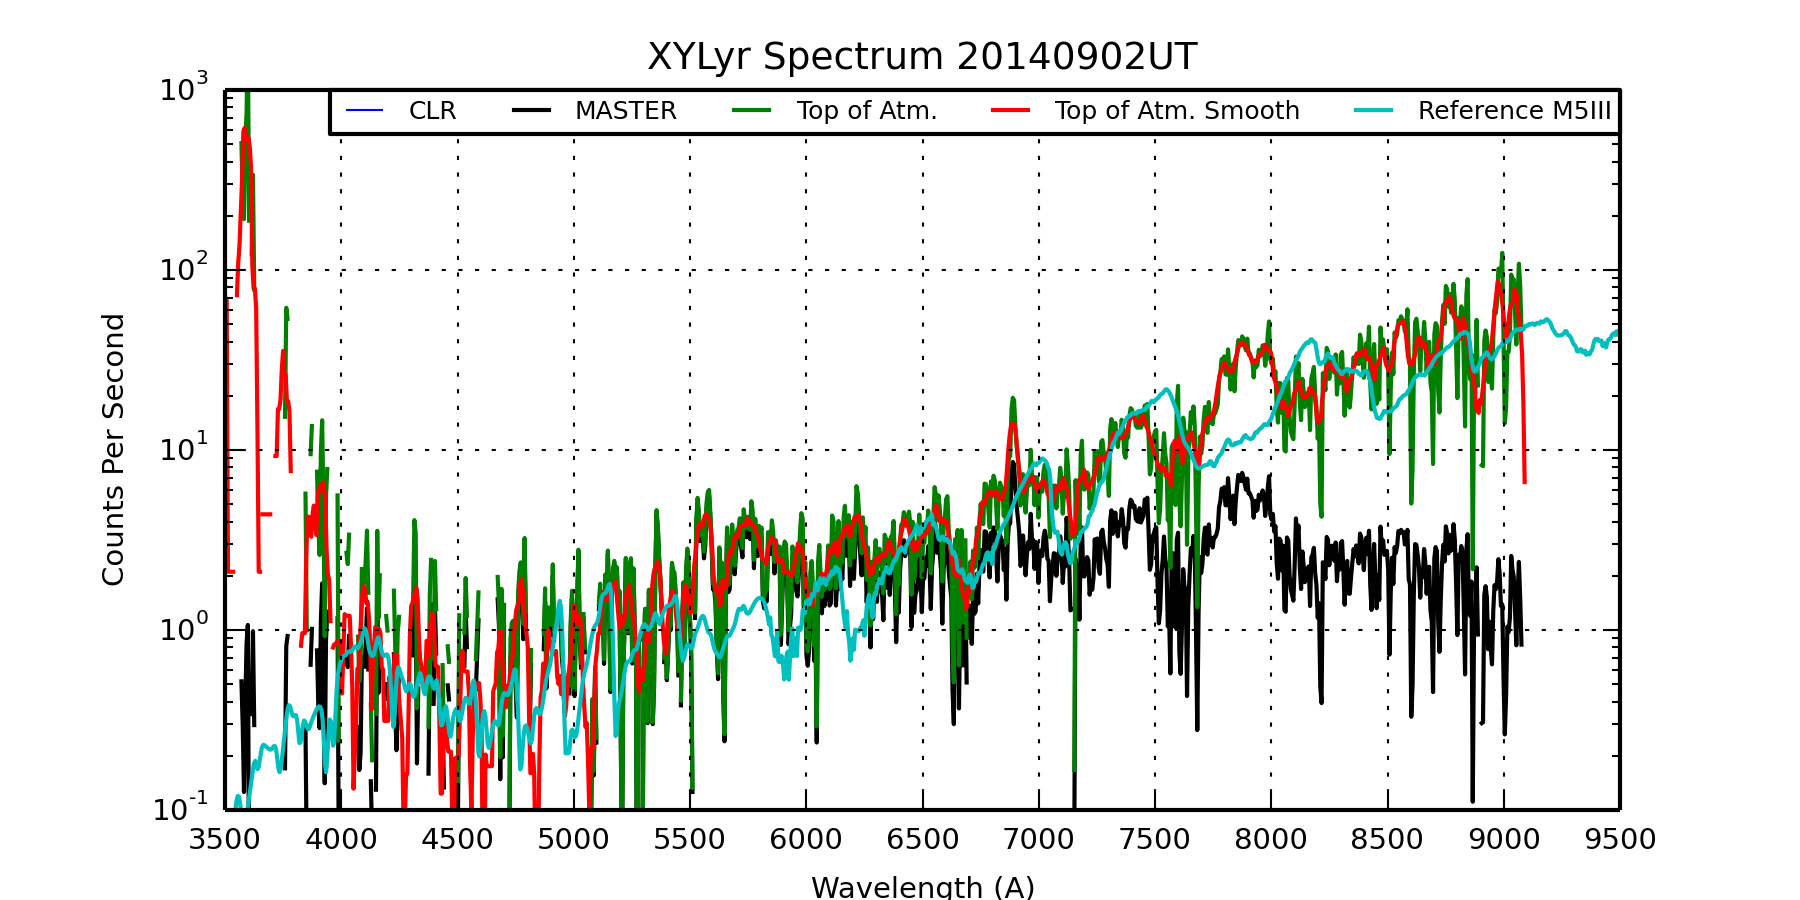 XYLyr Spectrum 20140902UT
CLR MASTER Top of Atm. Top of Atm. Smooth Reference M5III
10^3
10^2
10^1
10^0
10^-1
Counts Per Second
3500 4000 4500 5000 5500 6000 6500 7000 7500 8000 8500 9000 9500
Wavelength (A)